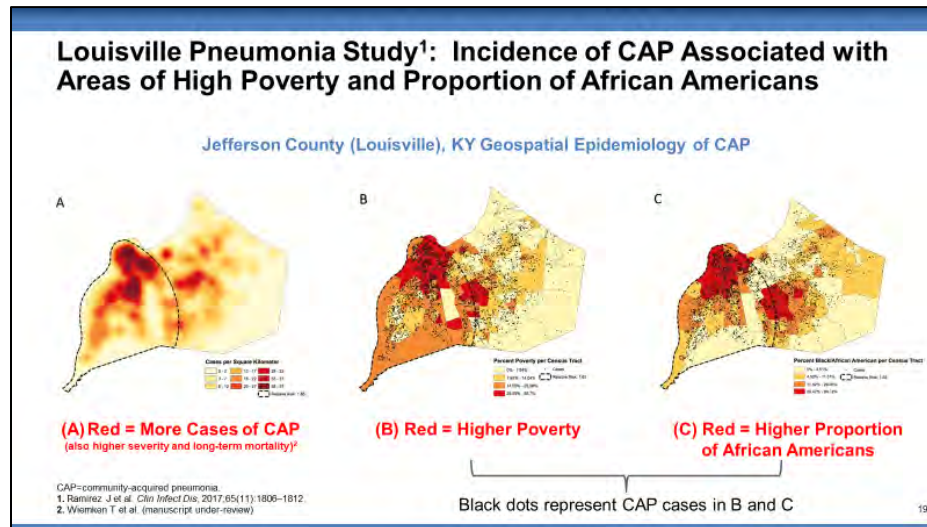 Louisville Pneumonia Study1: Incidence of CAP Associated with
Areas of High Poverty and Proportion of African Americans
Jefferson County (Louisville), KY Geospatial Epidemiology of CAP
A
B
C
Cases per Square Kilometer
Percent Poverty per Census Tract
Cases
Percent Black/African American per Census Tract
Cases
(A) Red = More Cases of CAP
(also higher severity and long-term mortality)2
(B) Red = Higher Poverty
(C) Red = Higher Proportion
of African Americans
Black dots represent CAP cases in B and C
CAP=community-acquired pneumonia.
1. Ramirez J et al. Clin Infect Dis. 2017;65(11):1806–1812.
2. Wiemken T et al. (manuscript under-review)
19